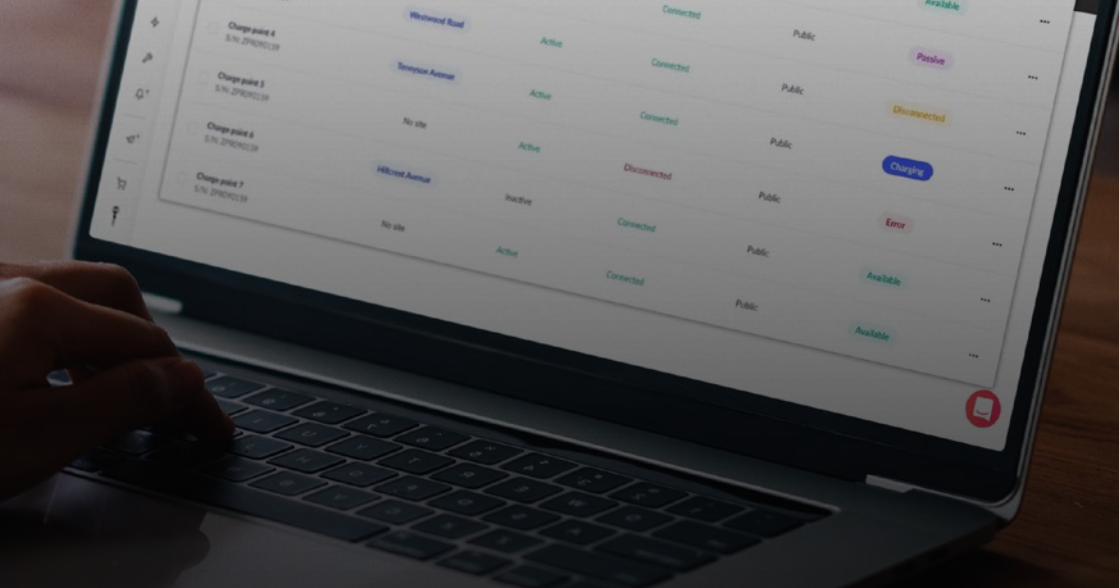 Available
Connected Public Passive
Westwood Road Active Connected Public Disconnected
Charge point 4 Tennyson Avenue Active Connected Public Charging
S/N:
Charge point 5 No site Active Disconnected Public Error
S/N:
Charge point 6 Hillcrest Avenue Inactive Connected Public Available
S/N:
Charge point 7 No site Active Connected Public Available
S/N: